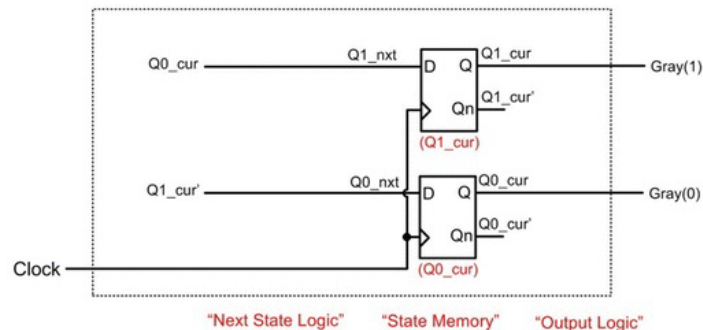 Q0_cur Q1_nxt D Q Q1_cur Gray(1)
Qn Q1_cur'
(Q1_cur)
Q1_cur' Q0_nxt D Q Q0_cur Gray(0)
Qn Q0_cur'
Clock (Q0_cur)
"Next State Logic" "State Memory" "Output Logic"